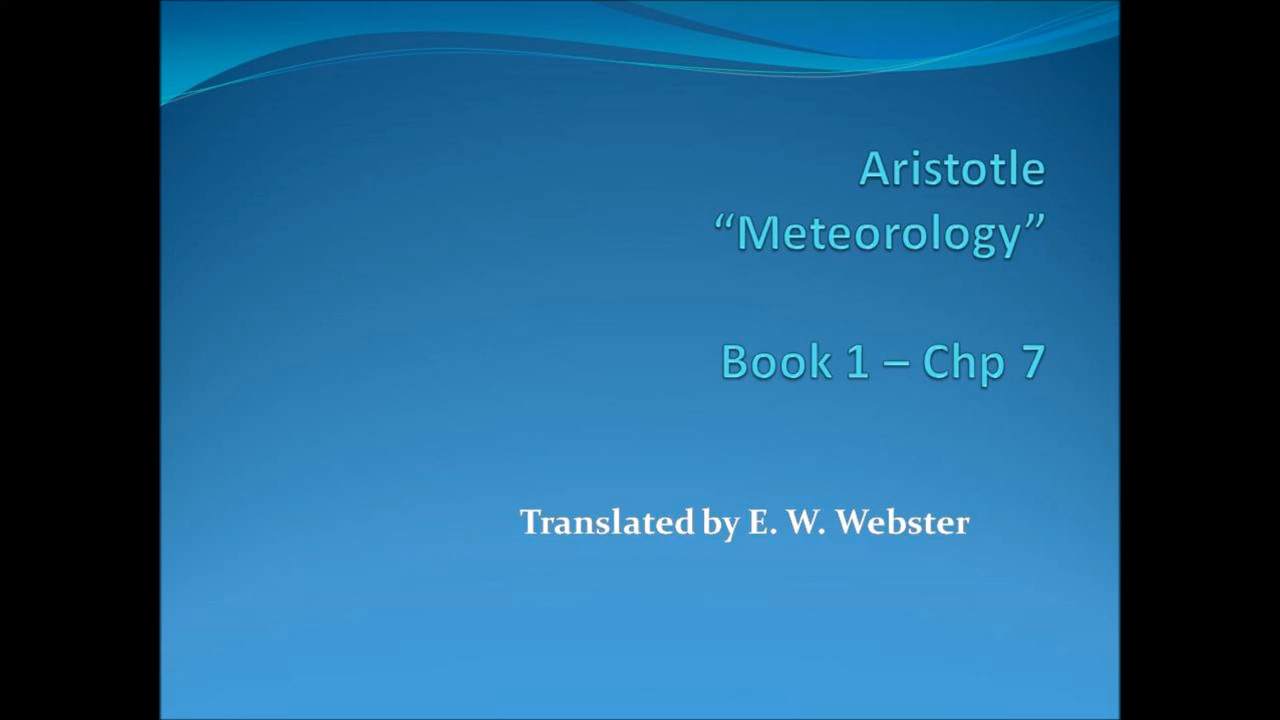 Aristotle
“Meteorology”
Book 1 – Chp 7
Translated by E. W. Webster